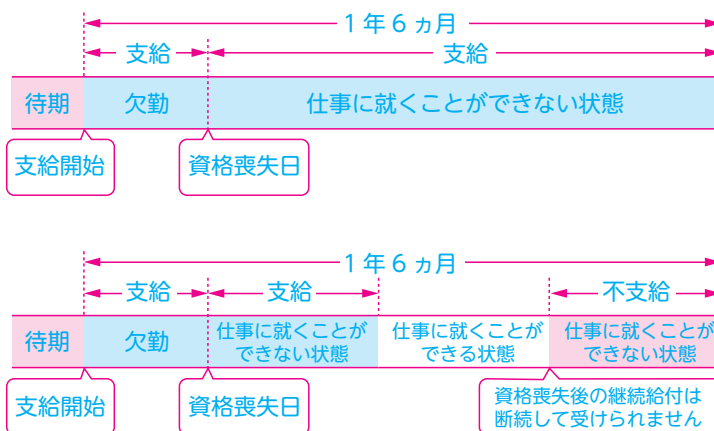 1年6ヵ月
支給
支給
待期
欠勤
仕事に就くことができない状態
支給開始
資格喪失日
1年6ヵ月
支給
支給
不支給
待期
欠勤
仕事に就くことが
できない状態
仕事に就くことが
できる状態
仕事に就くことが
できない状態
支給開始
資格喪失日
資格喪失後の継続給付は
断続して受けられません